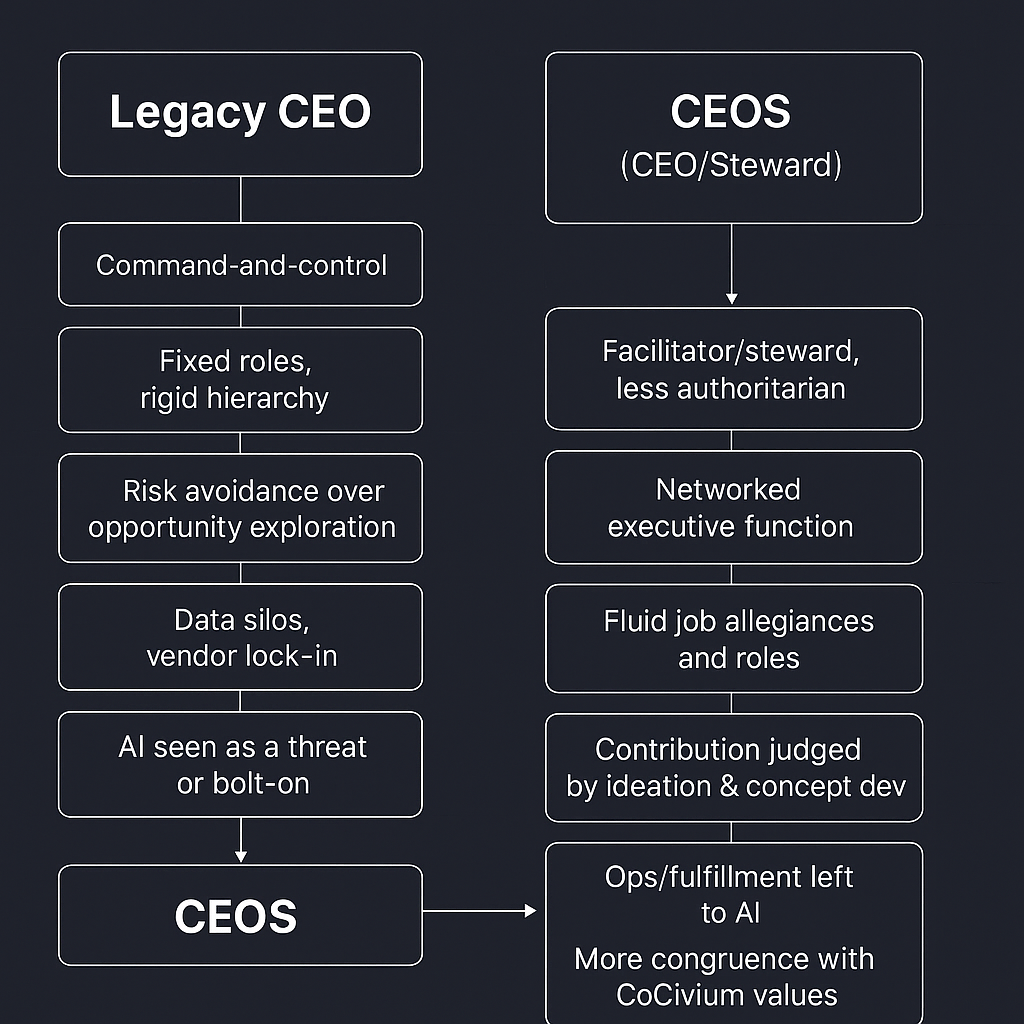 Legacy CEO
Command-and-control
Fixed roles,
rigid hierarchy
Risk avoidance over
opportunity exploration
Data silos,
vendor lock-in
AI seen as a threat
or bolt-on
CEOS
CEOS
(CEO/Steward)
Facilitator/steward,
less authoritarian
Networked
executive function
Fluid job allegiances
and roles
Contribution judged
by ideation & concept dev
Ops/fulfillment left
to AI
More congruence with
CoCivium values